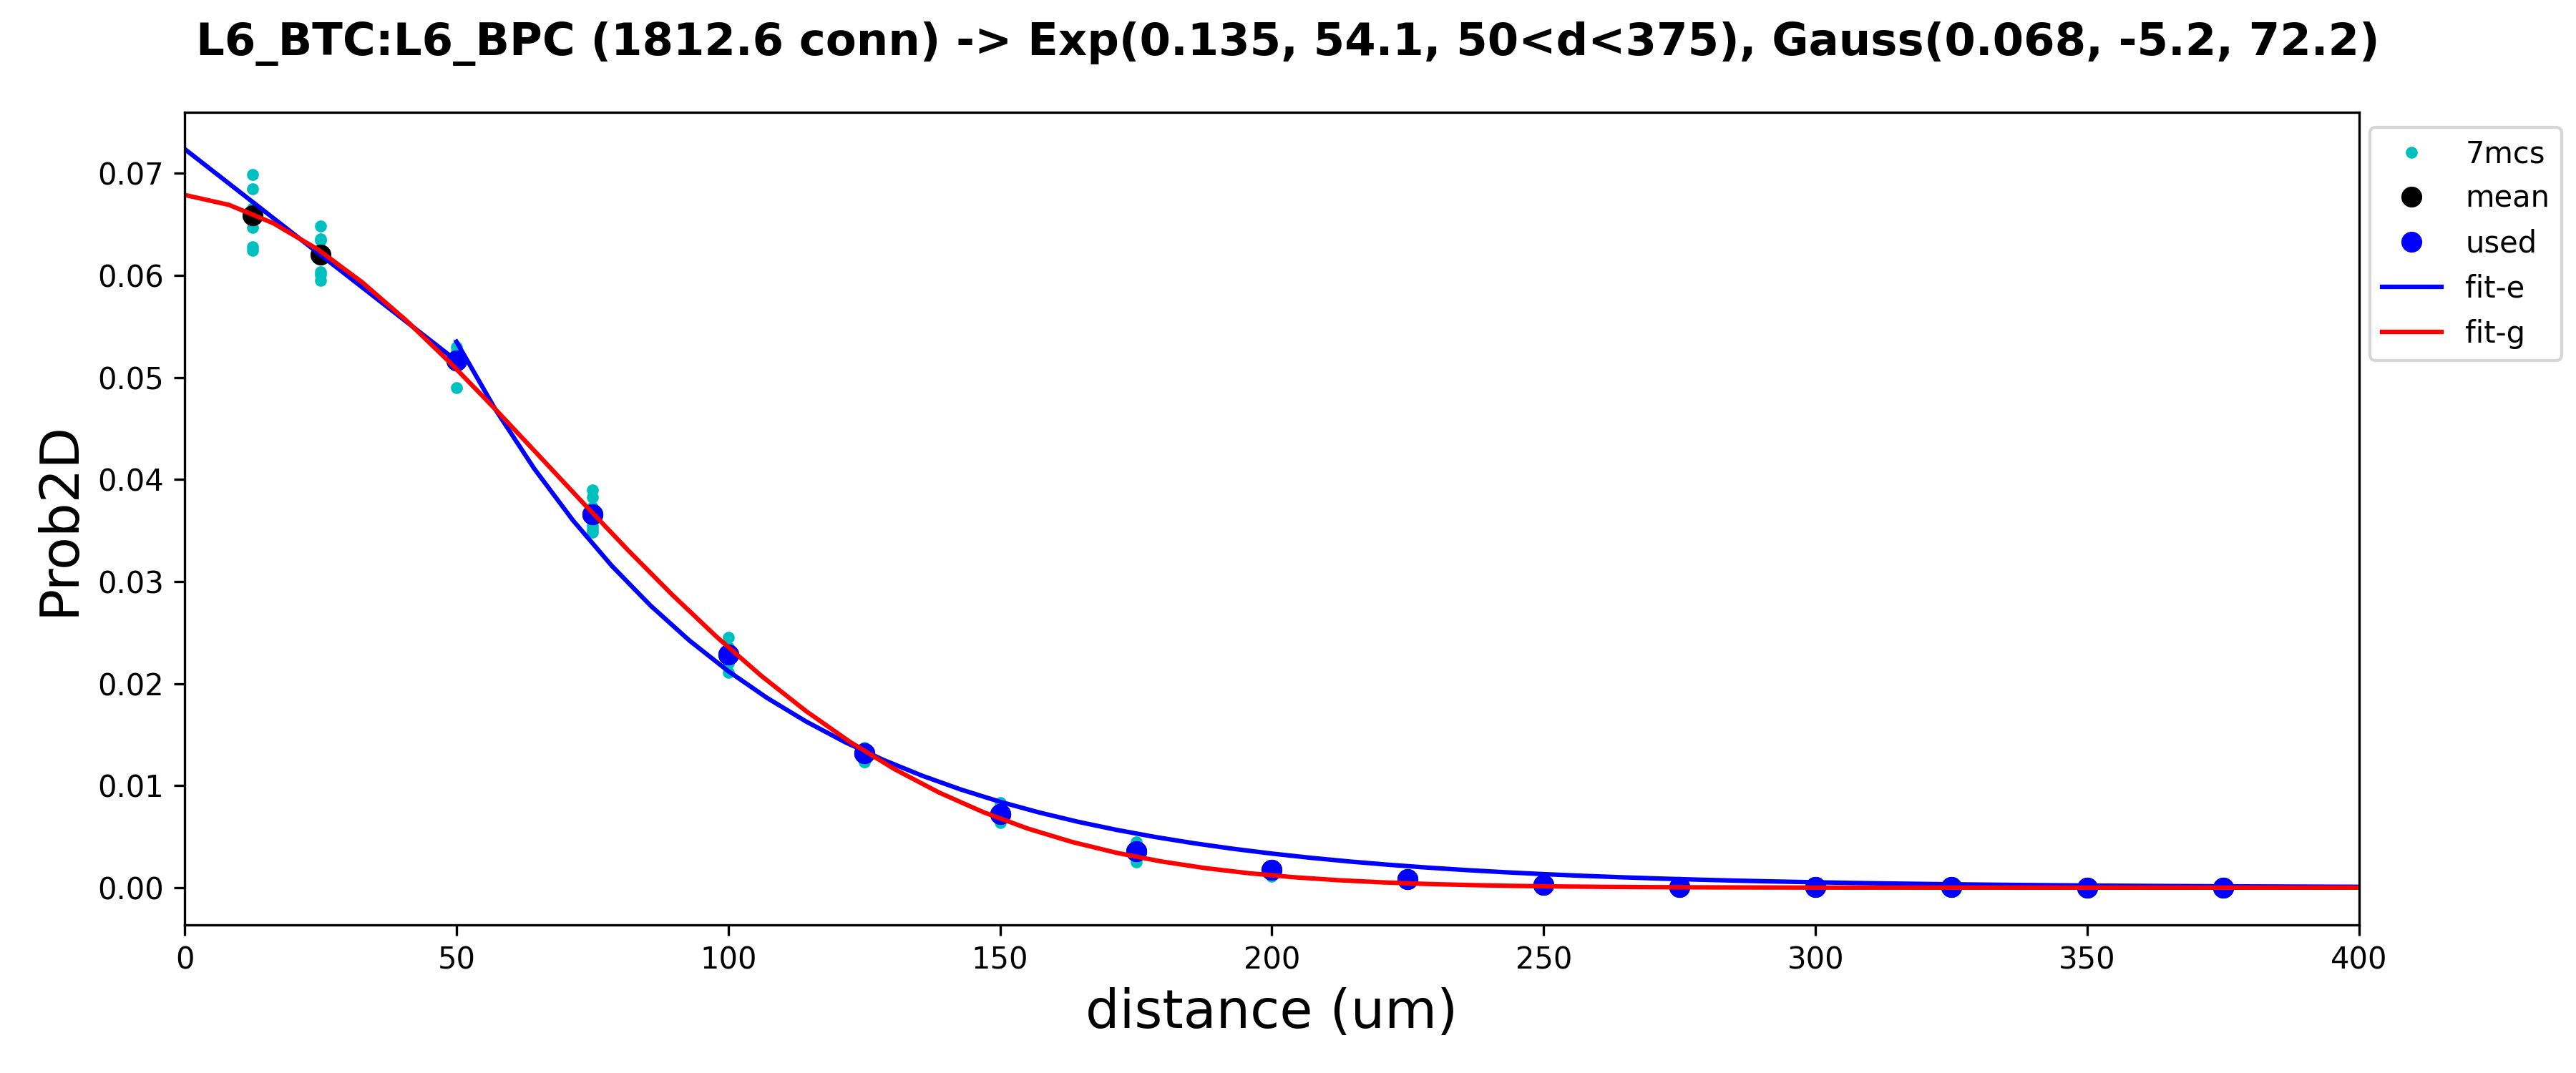 L6_BTC:L6_BPC (1812.6 conn) -> Exp(0.135, 54.1, 50<d<375), Gauss(0.068, -5.2, 72.2)
7mcs
mean
used
fit-e
fit-g
Prob2D
0.07
0.06
0.05
0.04
0.03
0.02
0.01
0.00
0 50 100 150 200 250 300 350 400
distance (um)